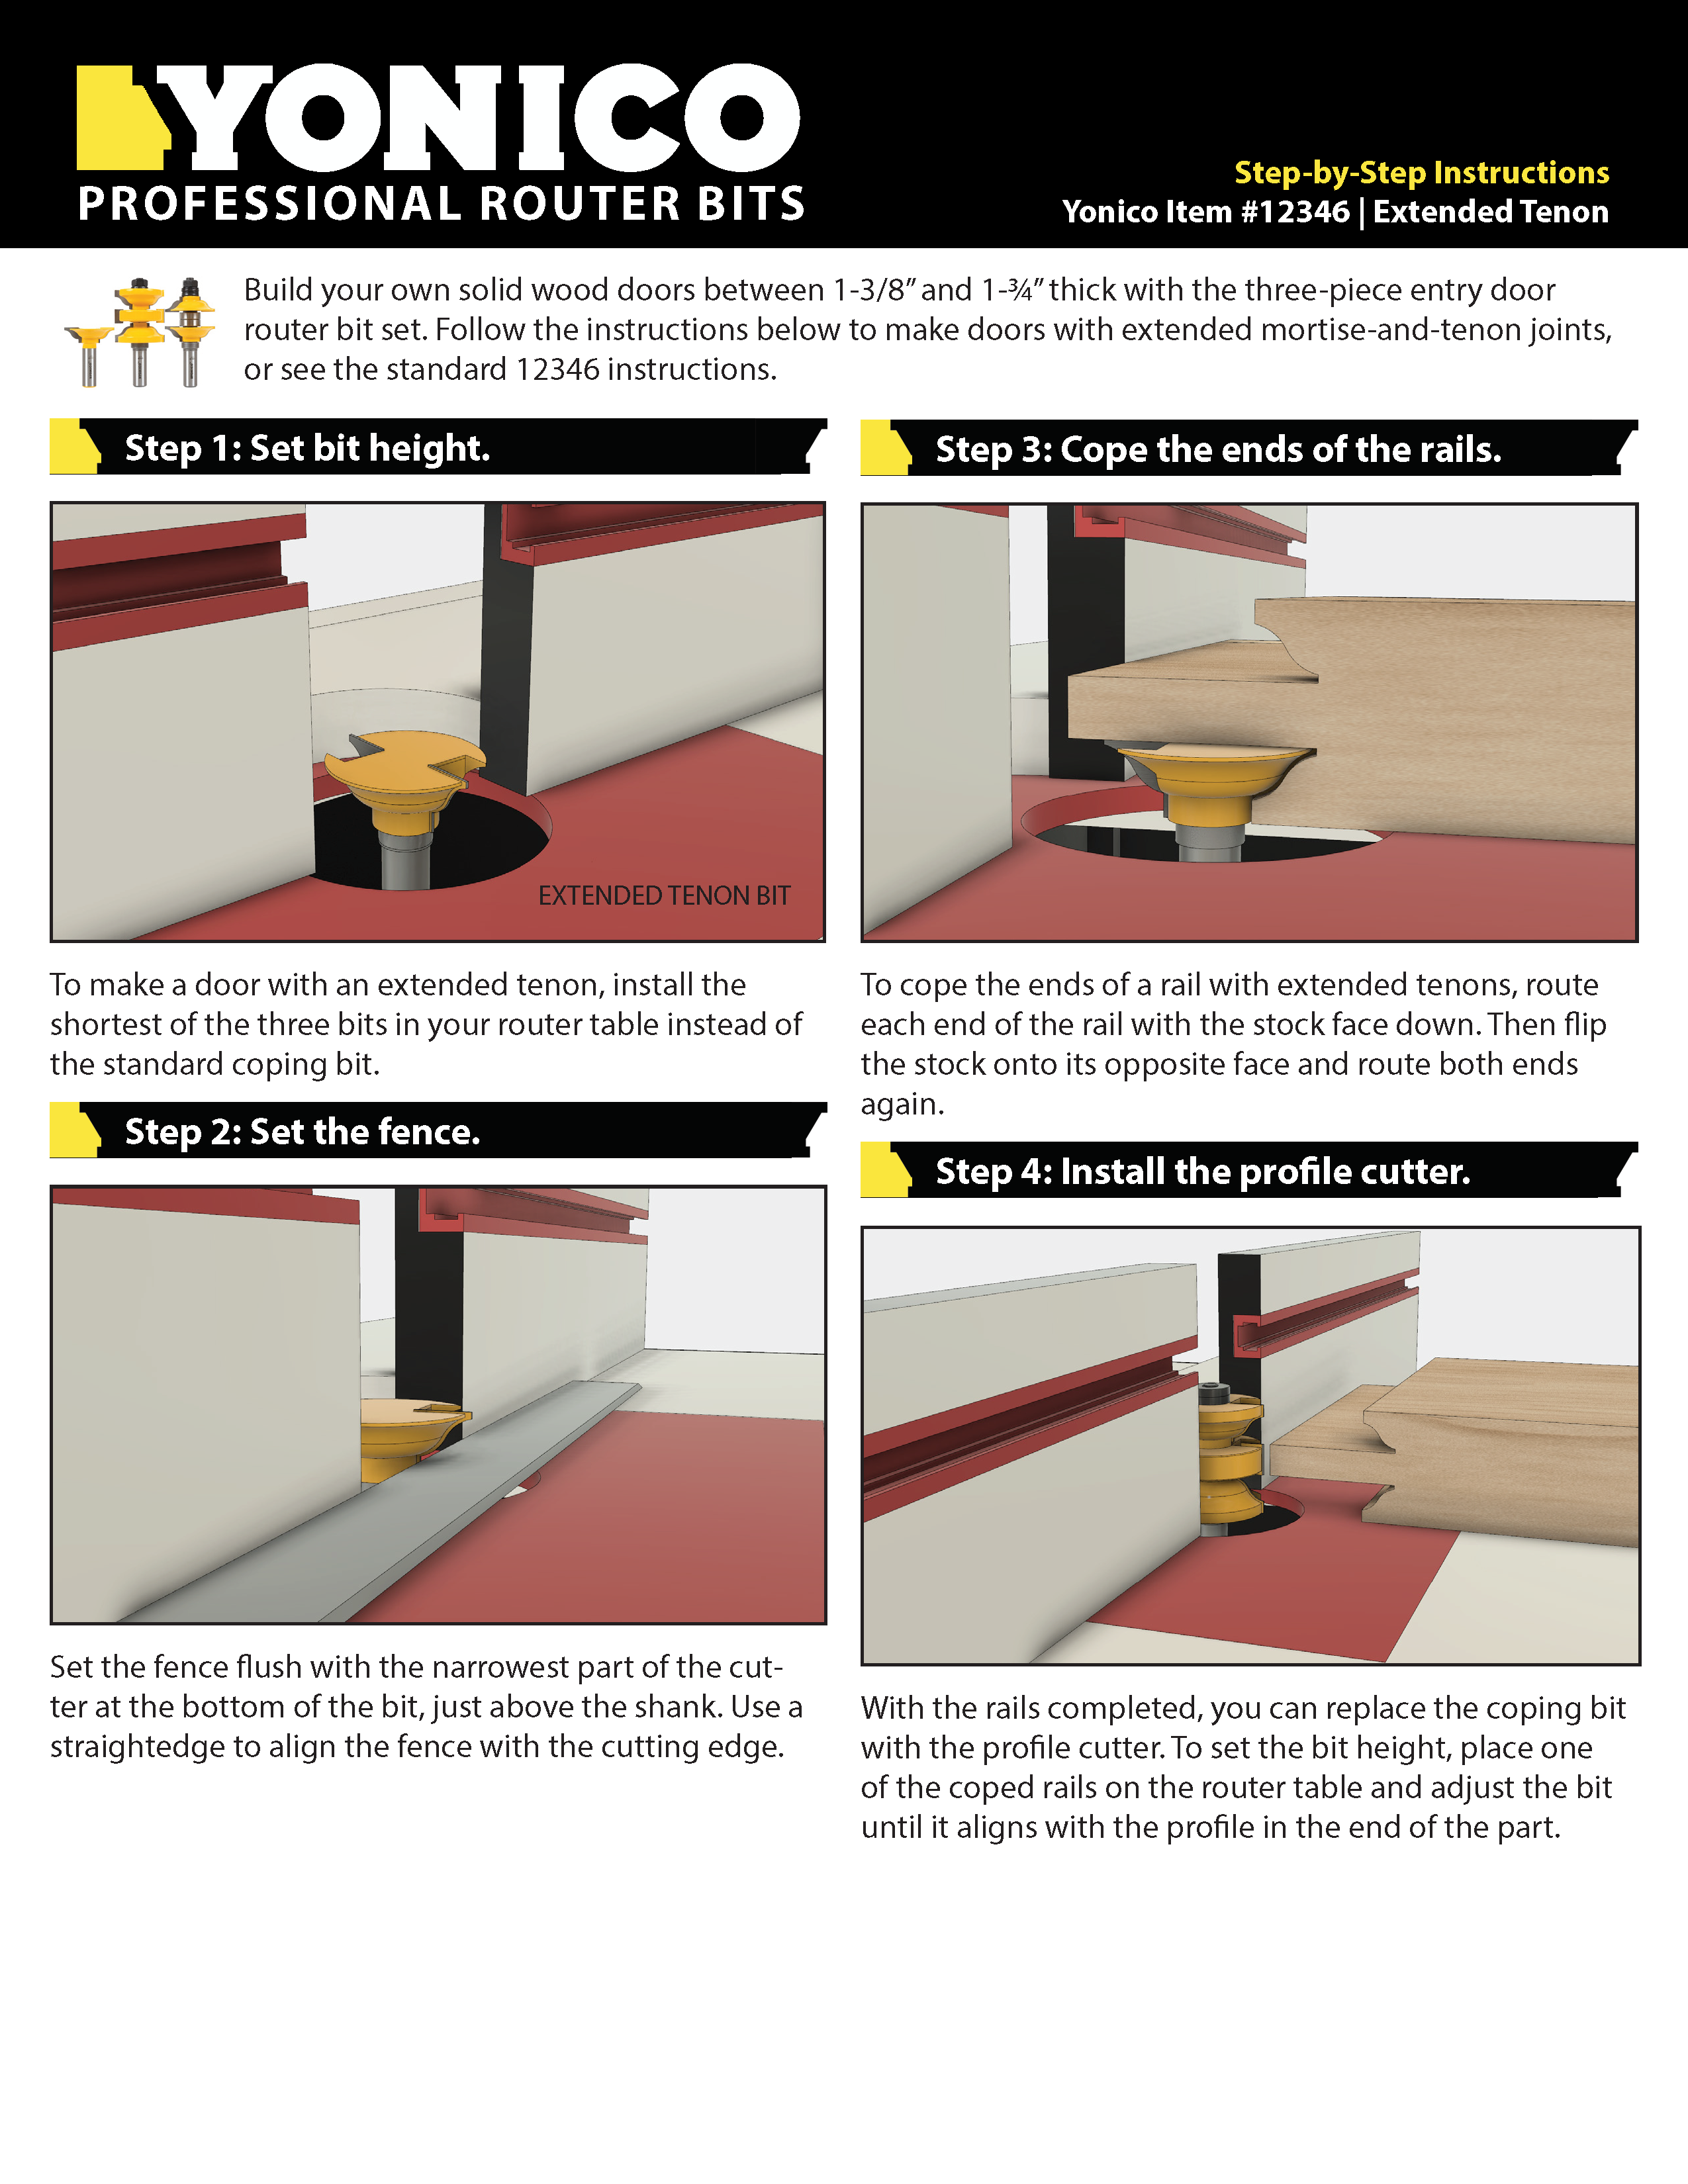 YONICO
PROFESSIONAL ROUTER BITS
Step-by-Step Instructions
Yonico Item #12346 | Extended Tenon
Build your own solid wood doors between 1-3/8” and 1-¾” thick with the three-piece entry door
router bit set. Follow the instructions below to make doors with extended mortise-and-tenon joints,
or see the standard 12346 instructions.
Step 1: Set bit height.
EXTENDED TENON BIT
To make a door with an extended tenon, install the
shortest of the three bits in your router table instead of
the standard coping bit.
Step 2: Set the fence.
Set the fence flush with the narrowest part of the cut-
ter at the bottom of the bit, just above the shank. Use a
straightedge to align the fence with the cutting edge.
Step 3: Cope the ends of the rails.
To cope the ends of a rail with extended tenons, route
each end of the rail with the stock face down. Then flip
the stock onto its opposite face and route both ends
again.
Step 4: Install the profile cutter.
With the rails completed, you can replace the coping bit
with the profile cutter. To set the bit height, place one
of the coped rails on the router table and adjust the bit
until it aligns with the profile in the end of the part.